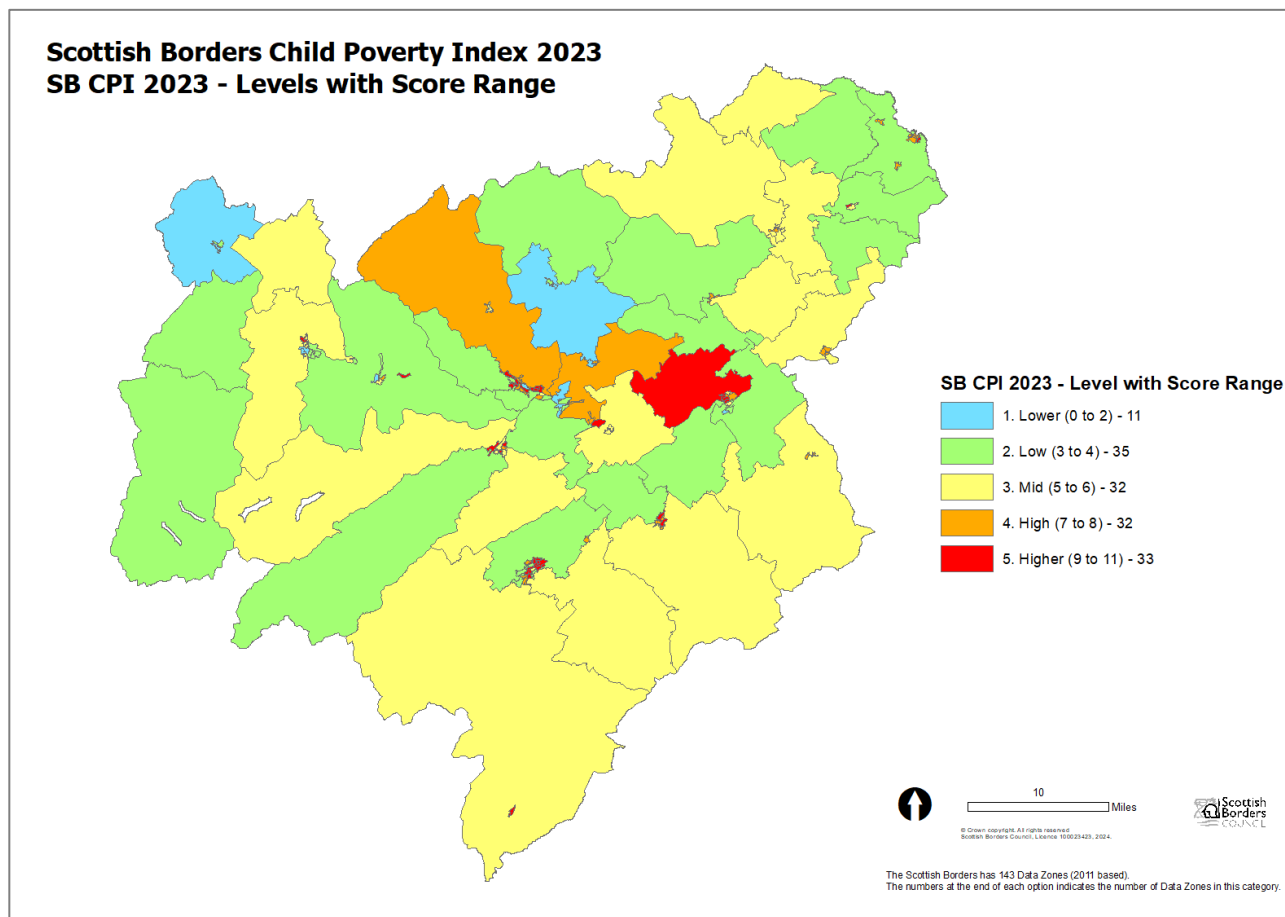 Scottish Borders Child Poverty Index 2023
SB CPI 2023 - Levels with Score Range
SB CPI 2023 - Level with Score Range
1. Lower (0 to 2) - 11
2. Low (3 to 4) - 35
3. Mid (5 to 6) - 32
4. High (7 to 8) - 32
5. Higher (9 to 11) - 33
10
Miles
© Crown copyright. All rights reserved
Scottish Borders Council, Licence 100023423, 2024.
Scottish
Borders
COUNCIL
The Scottish Borders has 143 Data Zones (2011 based).
The numbers at the end of each option indicates the number of Data Zones in this category.